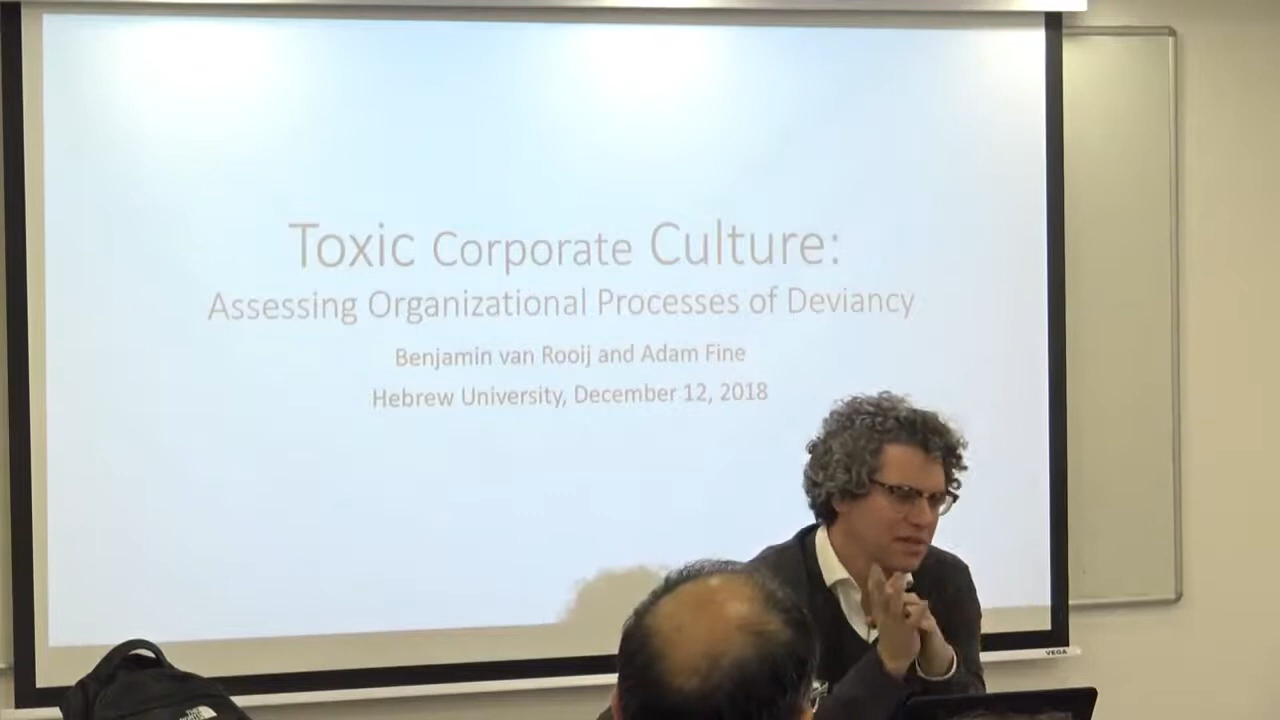 Toxic Corporate Culture:
Assessing Organizational Processes of Deviancy
Benjamin van Rooij and Adam Fine
Hebrew University, December 12, 2018
VEGA